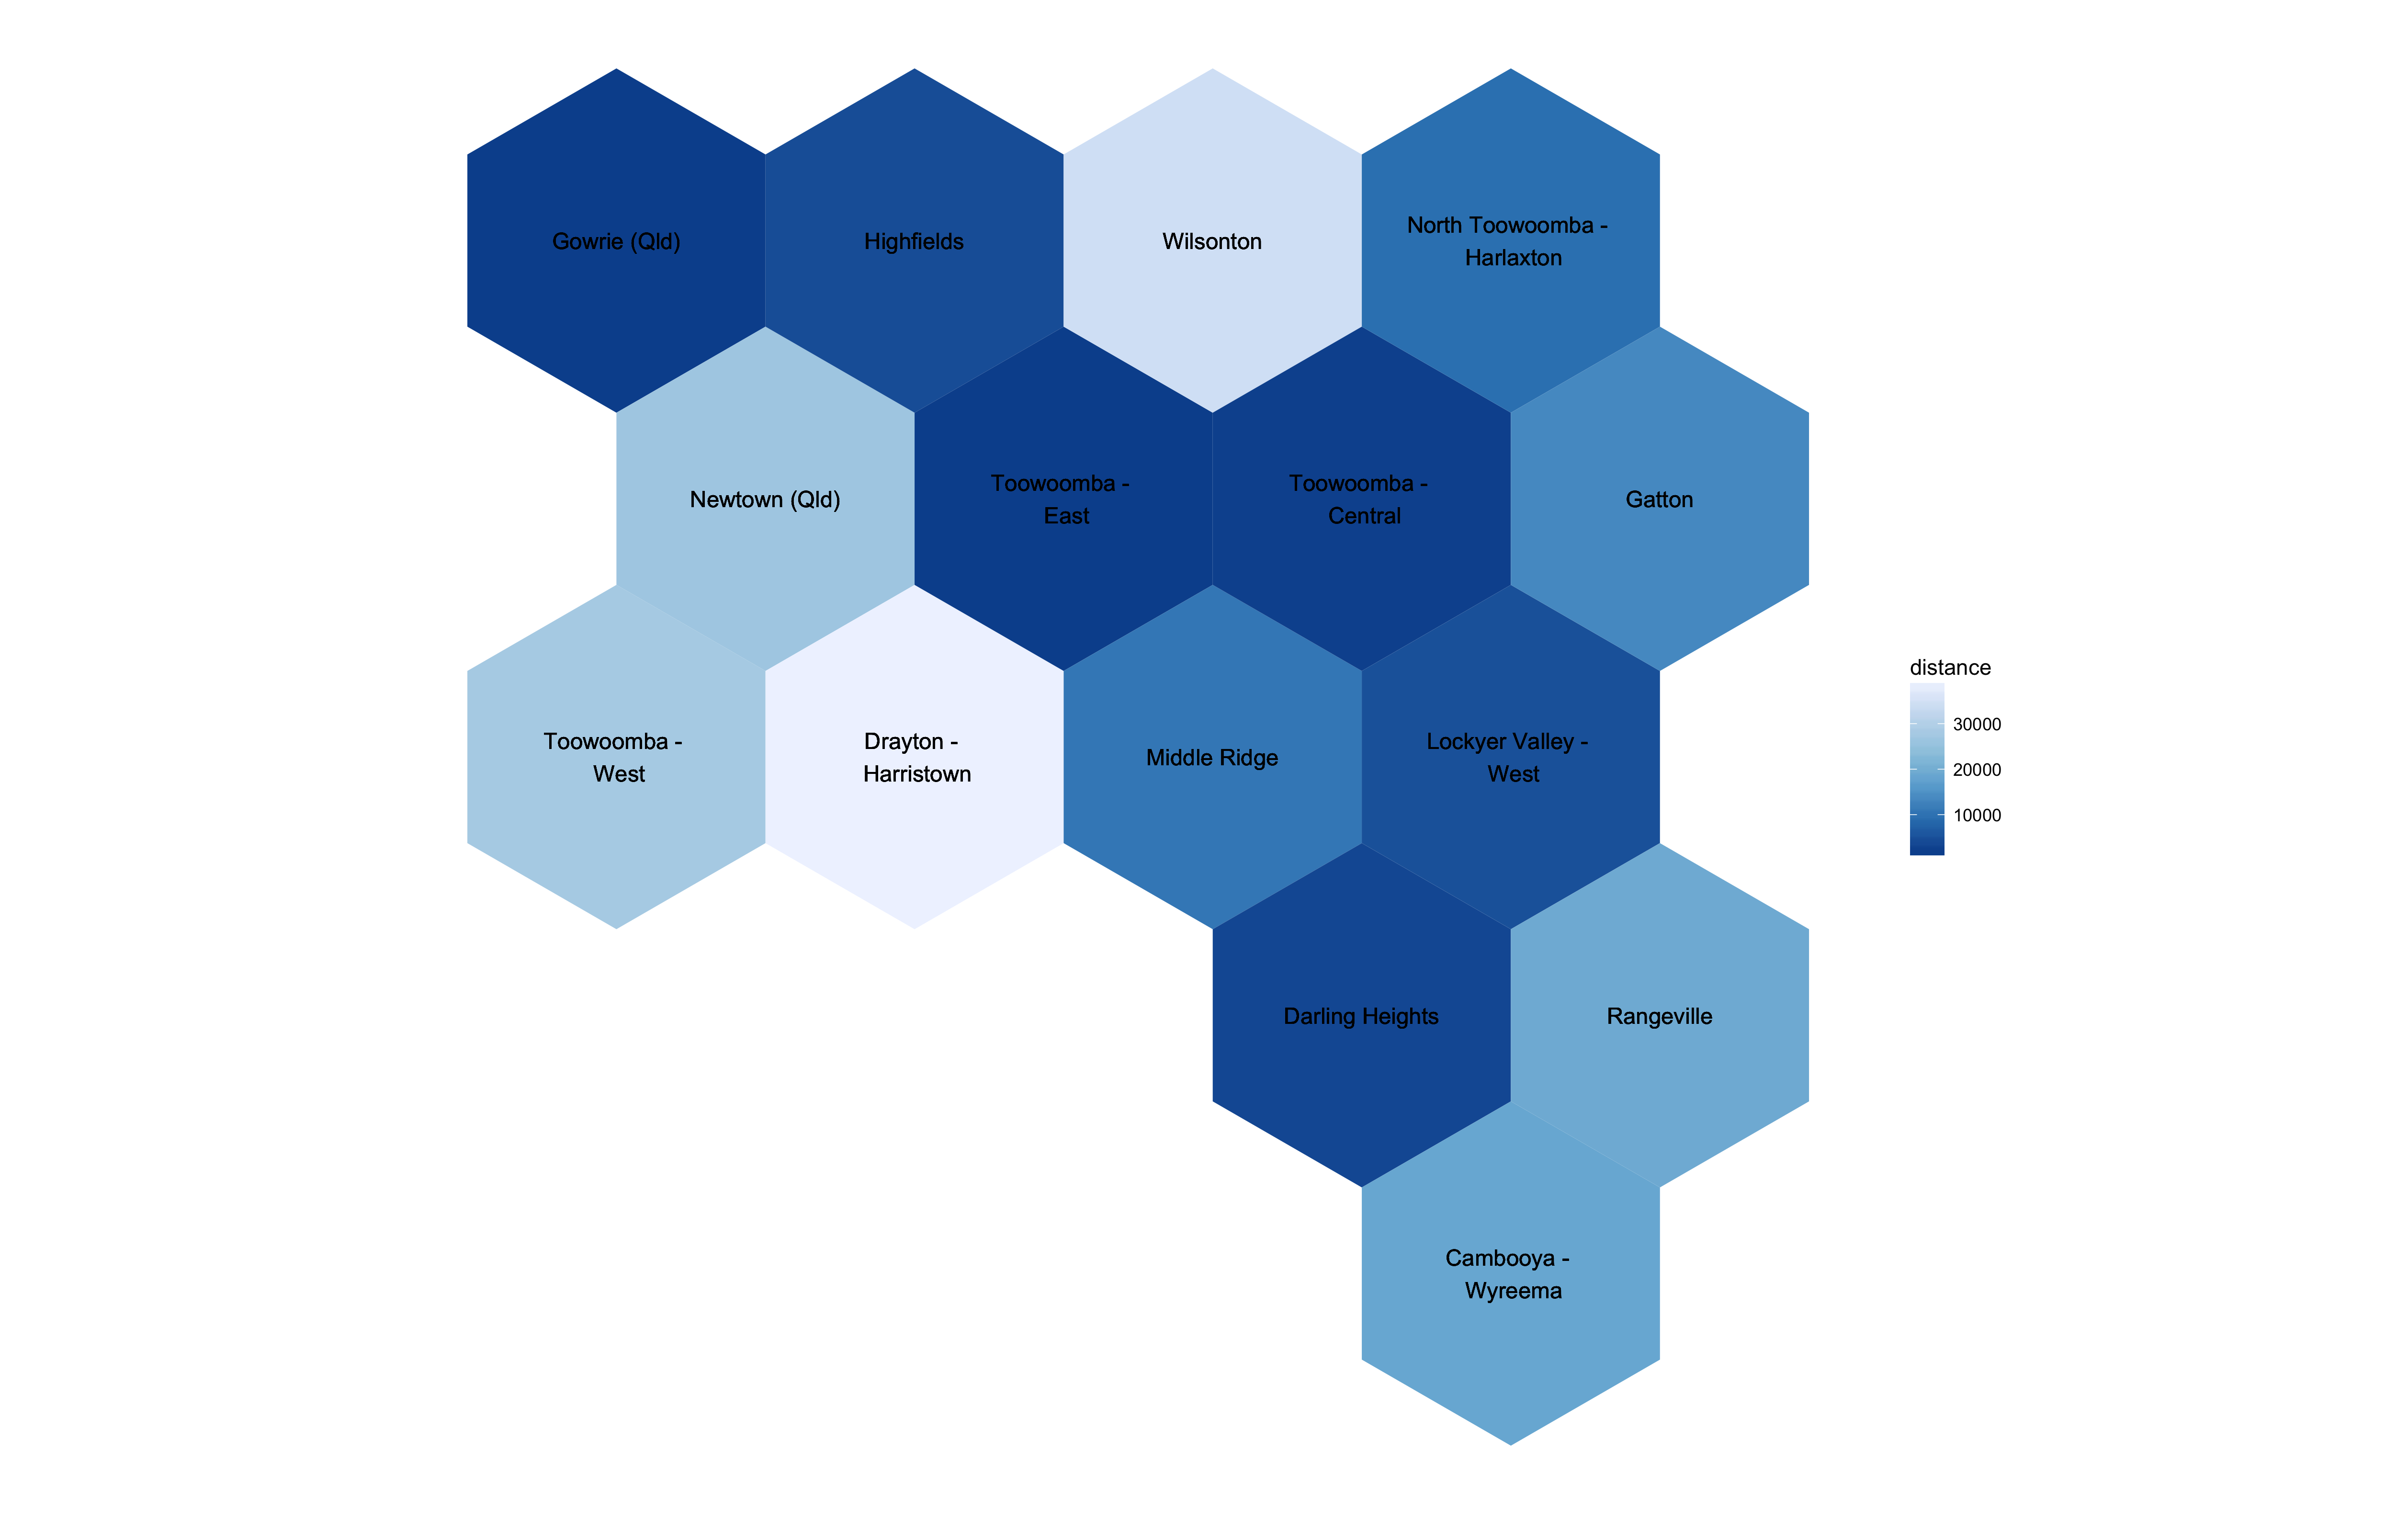 Gowrie (Qld)
Highfields
Wilsonton
North Toowoomba -
Harlaxton
Newtown (Qld)
Toowoomba -
East
Toowoomba -
Central
Gatton
Toowoomba -
West
Drayton -
Harristown
Middle Ridge
Lockyer Valley -
West
Darling Heights
Rangeville
Cambooya -
Wyreema
distance
30000
20000
10000